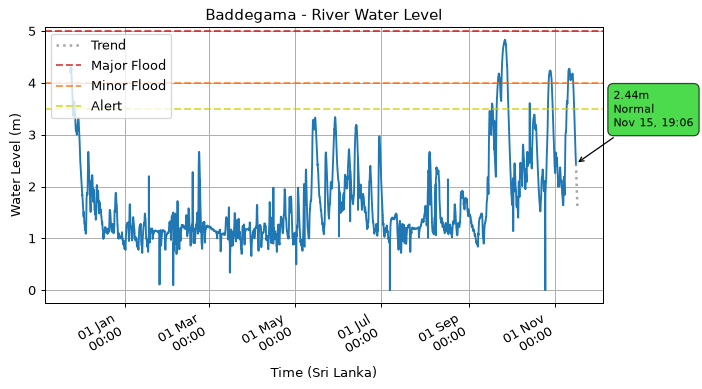 Baddegama - River Water Level
Water Level (m)
5
4
3
2
1
0
Trend
Major Flood
Minor Flood
Alert
2.44m
Normal
Nov 15, 19:06
01 Jan
00:00
01 Mar
00:00
01 May
00:00
01 Jul
00:00
01 Sep
00:00
01 Nov
00:00
Time (Sri Lanka)